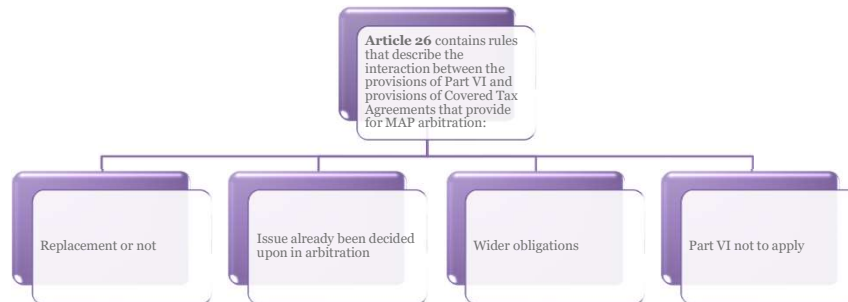 Article 26 contains rules
that describe the
interaction between the
provisions of Part VI and
provisions of Covered Tax
Agreements that provide
for MAP arbitration:
Replacement or not
Issue already been decided
upon in arbitration
Wider obligations
Part VI not to apply